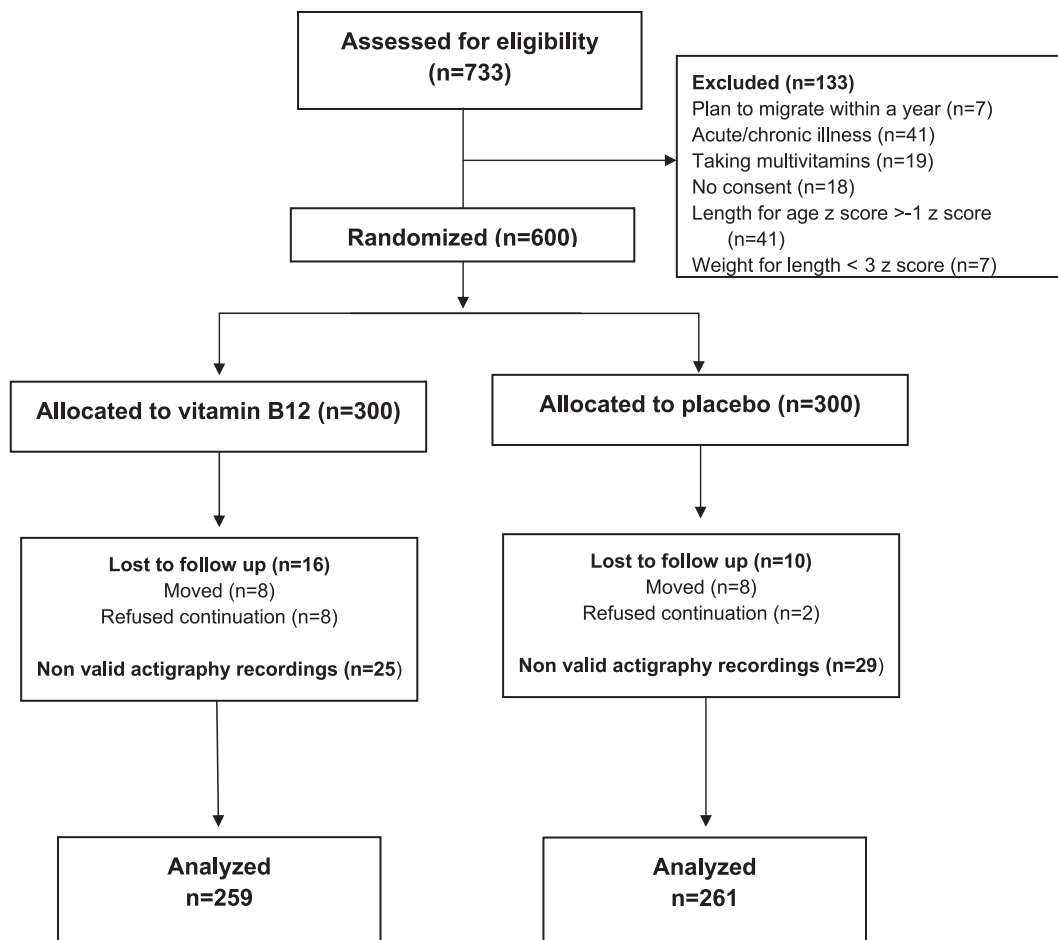 Assessed for eligibility
(n=733)
Excluded (n=133)
Plan to migrate within a year (n=7)
Acute/chronic illness (n=41)
Taking multivitamins (n=19)
No consent (n=18)
Length for age z score >-1 z score
(n=41)
Weight for length < 3 z score (n=7)
Randomized (n=600)
Allocated to vitamin B12 (n=300)
Allocated to placebo (n=300)
Lost to follow up (n=16)
Moved (n=8)
Refused continuation (n=8)
Non valid actigraphy recordings (n=25)
Lost to follow up (n=10)
Moved (n=8)
Refused continuation (n=2)
Non valid actigraphy recordings (n=29)
Analyzed
n=259
Analyzed
n=261